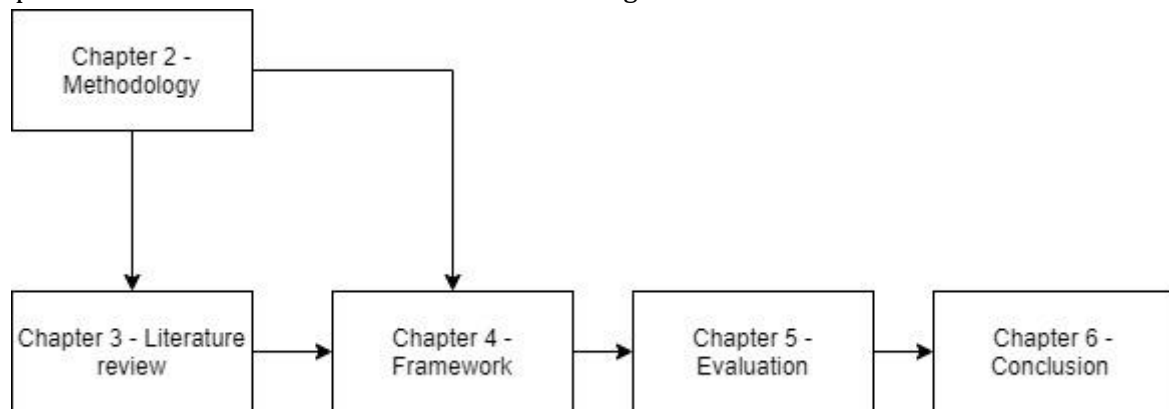 Chapter 2 -
Methodology
Chapter 3 - Literature
review
Chapter 4 -
Framework
Chapter 5 -
Evaluation
Chapter 6 -
Conclusion